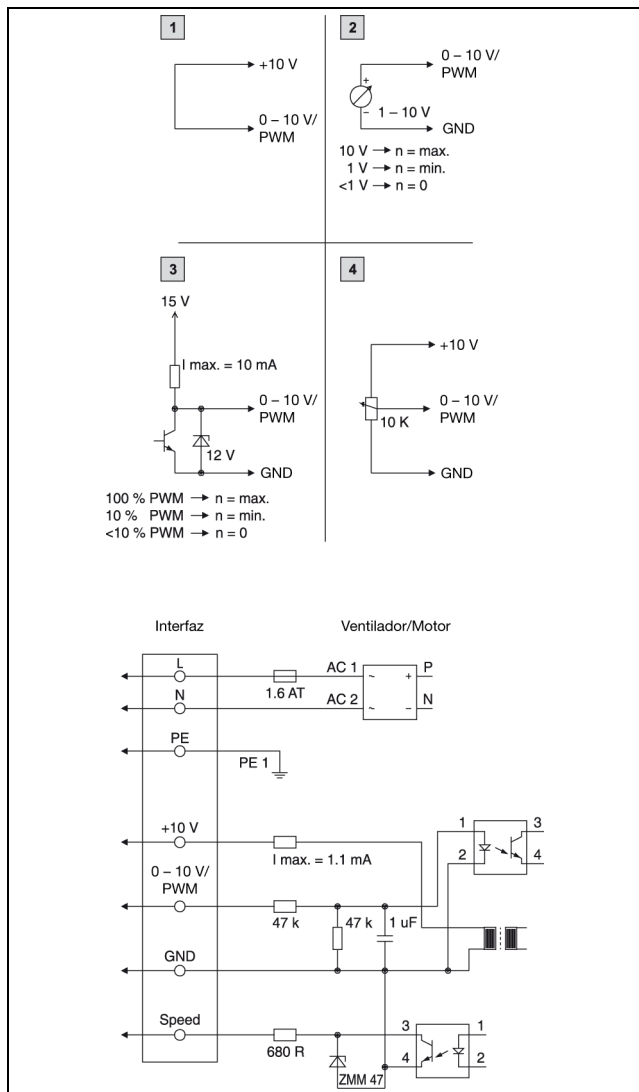 1
+10 V
0 – 10 V/
PWM
2
0 – 10 V/
PWM
+
–
1 – 10 V
GND
10 V → n = max.
1 V → n = min.
<1 V → n = 0
3
15 V
I max. = 10 mA
0 – 10 V/
PWM
12 V
GND
100 % PWM → n = max.
10 % PWM → n = min.
<10 % PWM → n = 0
4
+10 V
0 – 10 V/
PWM
10 K
GND
Interfaz Ventilador/Motor
L
1.6 AT
AC 1 ~ + P
N
AC 2 ~ – N
PE
PE 1
+10 V
I max. = 1.1 mA
1 3
2 4
0 – 10 V/
PWM
47 k 47 k 1 uF
GND
Speed
680 R
ZMM 47
3 1
4 2